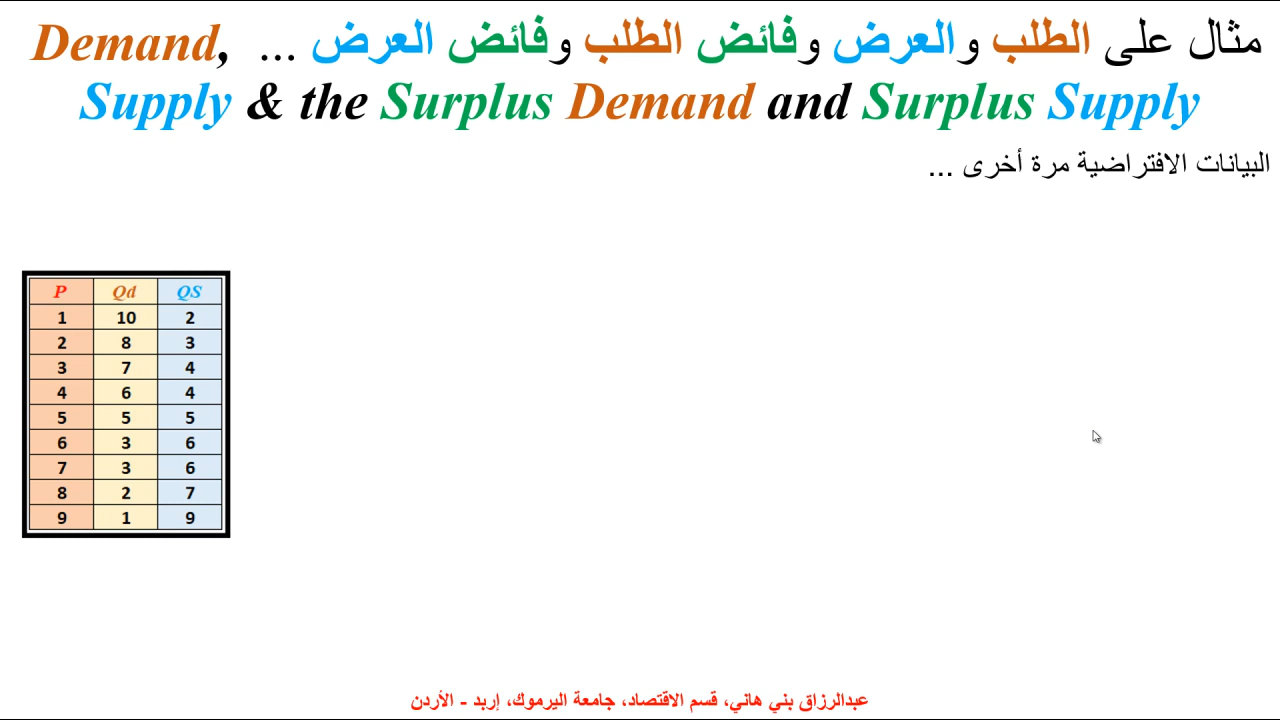 مثال على الطلب والعرض وفائض الطلب وفائض العرض ... Demand,
Supply & the Surplus Demand and Surplus Supply
البيانات الافتراضية مرة أخرى ...
P Qd QS
1 10 2
2 8 3
3 7 4
4 6 4
5 5 5
6 3 6
7 3 6
8 2 7
9 1 9
عبدالرزاق بني هاني، قسم الاقتصاد، جامعة اليرموك، إربد - الأردن